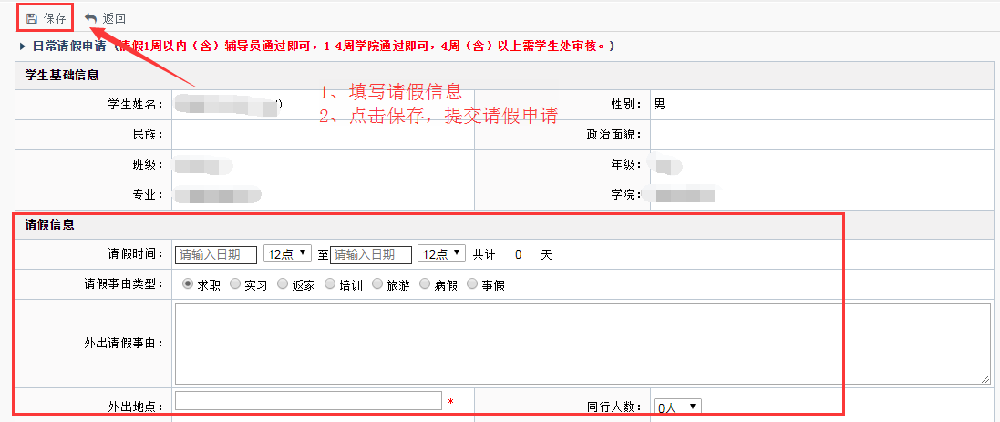 保存 返回
日常请假申请（请假1周以内（含）辅导员通过即可，1-4周学院通过即可，4周（含）以上需学生处审核。）
学生基础信息
1、填写请假信息
学生姓名： 性别： 男
2、点击保存，提交请假申请
民族： 政治面貌：
班级： 年级：
专业： 学院：
请假信息
请假时间： 请输入日期 12点 至 请输入日期 12点 共计 0 天
请假事由类型： 求职 实习 返家 培训 旅游 病假 事假
外出请假事由：
外出地点： * 同行人数： 0人